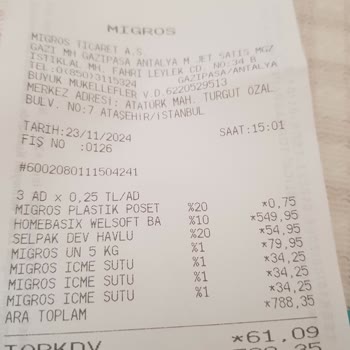 MIGROS
MIGROS TICARET A.S.
GAZI MH GAZIPASA ANTALYA M JET SATIS MGZ
ISTIKLAL MH. FAHRI LEYLEK CD. NO:34 B
TEL:0(850)3115324 GAZIPASA/ANTALYA
BUYUK MUKELLEFLER V.D.6220529513
MERKEZ ADRESI: ATATÜRK MAH. TURGUT ÖZAL
BULV. NO:7 ATASEHIR/ISTANBUL
TARIH:23/11/2024 SAAT:15:01
FIŞ NO :0126
#6002080111504241
3 AD x 0,25 TL/AD
MIGROS PLASTIK POSET %20 *0,75
HOMEBASIX WELSOFT BA %10 *549,95
SELPAK DEV HAVLU %20 *54,95
MIGROS UN 5 KG %1 *79,95
MIGROS ICME SUTU %1 *34,25
MIGROS ICME SUTU %1 *34,25
MIGROS ICME SUTU %1 *34,25
ARA TOPLAM *788,35
TOPKDV *61,09